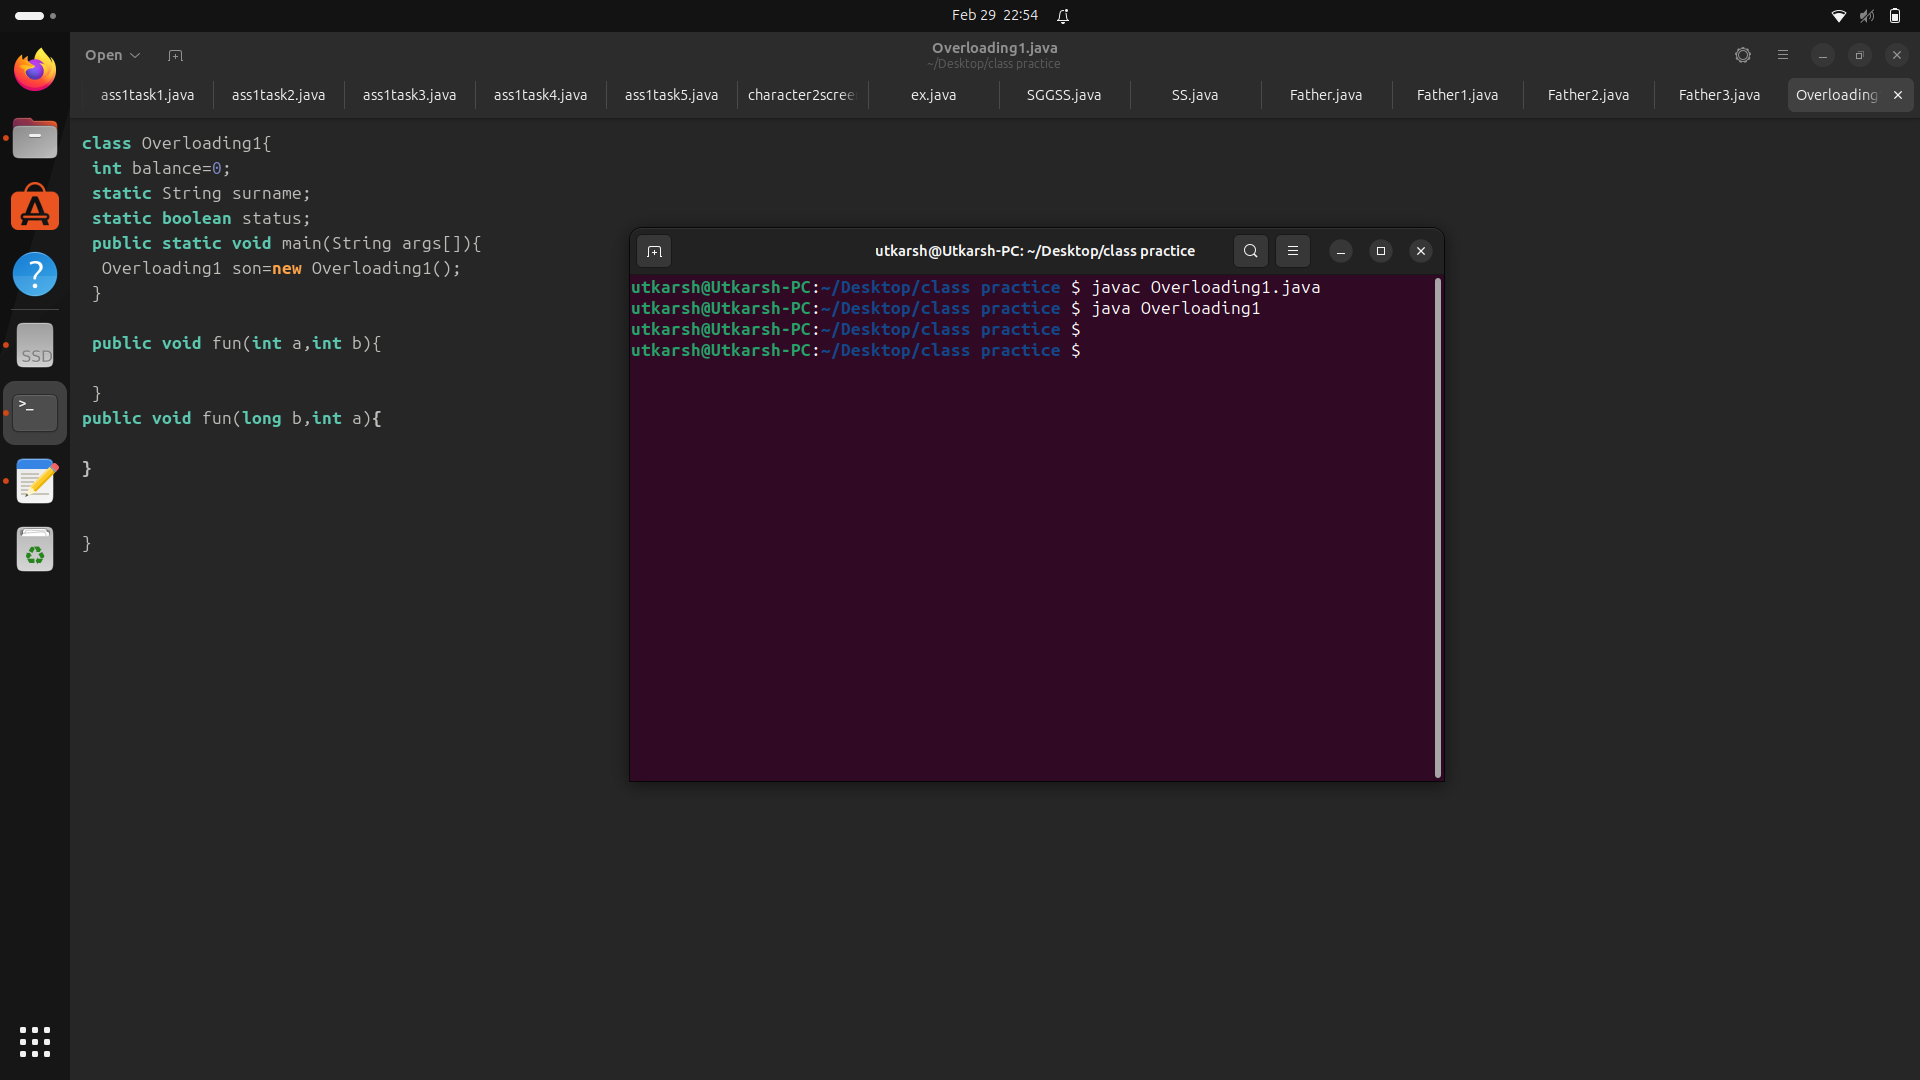 Feb 29 22:54
Open
Overloading1.java
~/Desktop/class practice
ass1task1.java ass1task2.java ass1task3.java ass1task4.java ass1task5.java character2scree ex.java SGGSS.java SS.java Father.java Father1.java Father2.java Father3.java Overloading
class Overloading1{
int balance=0;
static String surname;
static boolean status;
public static void main(String args[]){
Overloading1 son=new Overloading1();
}
public void fun(int a,int b){
}
public void fun(long b,int a){
}
}
utkarsh@Utkarsh-PC: ~/Desktop/class practice
utkarsh@Utkarsh-PC:~/Desktop/class practice $ javac Overloading1.java
utkarsh@Utkarsh-PC:~/Desktop/class practice $ java Overloading1
utkarsh@Utkarsh-PC:~/Desktop/class practice $
utkarsh@Utkarsh-PC:~/Desktop/class practice $
?
SSD
>_